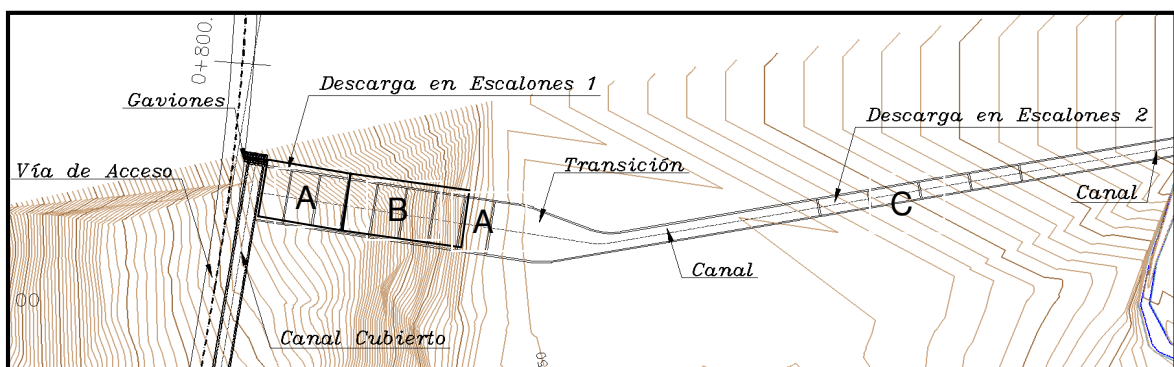 0+800.
Descarga en Escalones 1
Gaviones
Descarga en Escalones 2
Vía de Acceso
Transición
A
B
A
C
Canal
Canal
00
Canal Cubierto